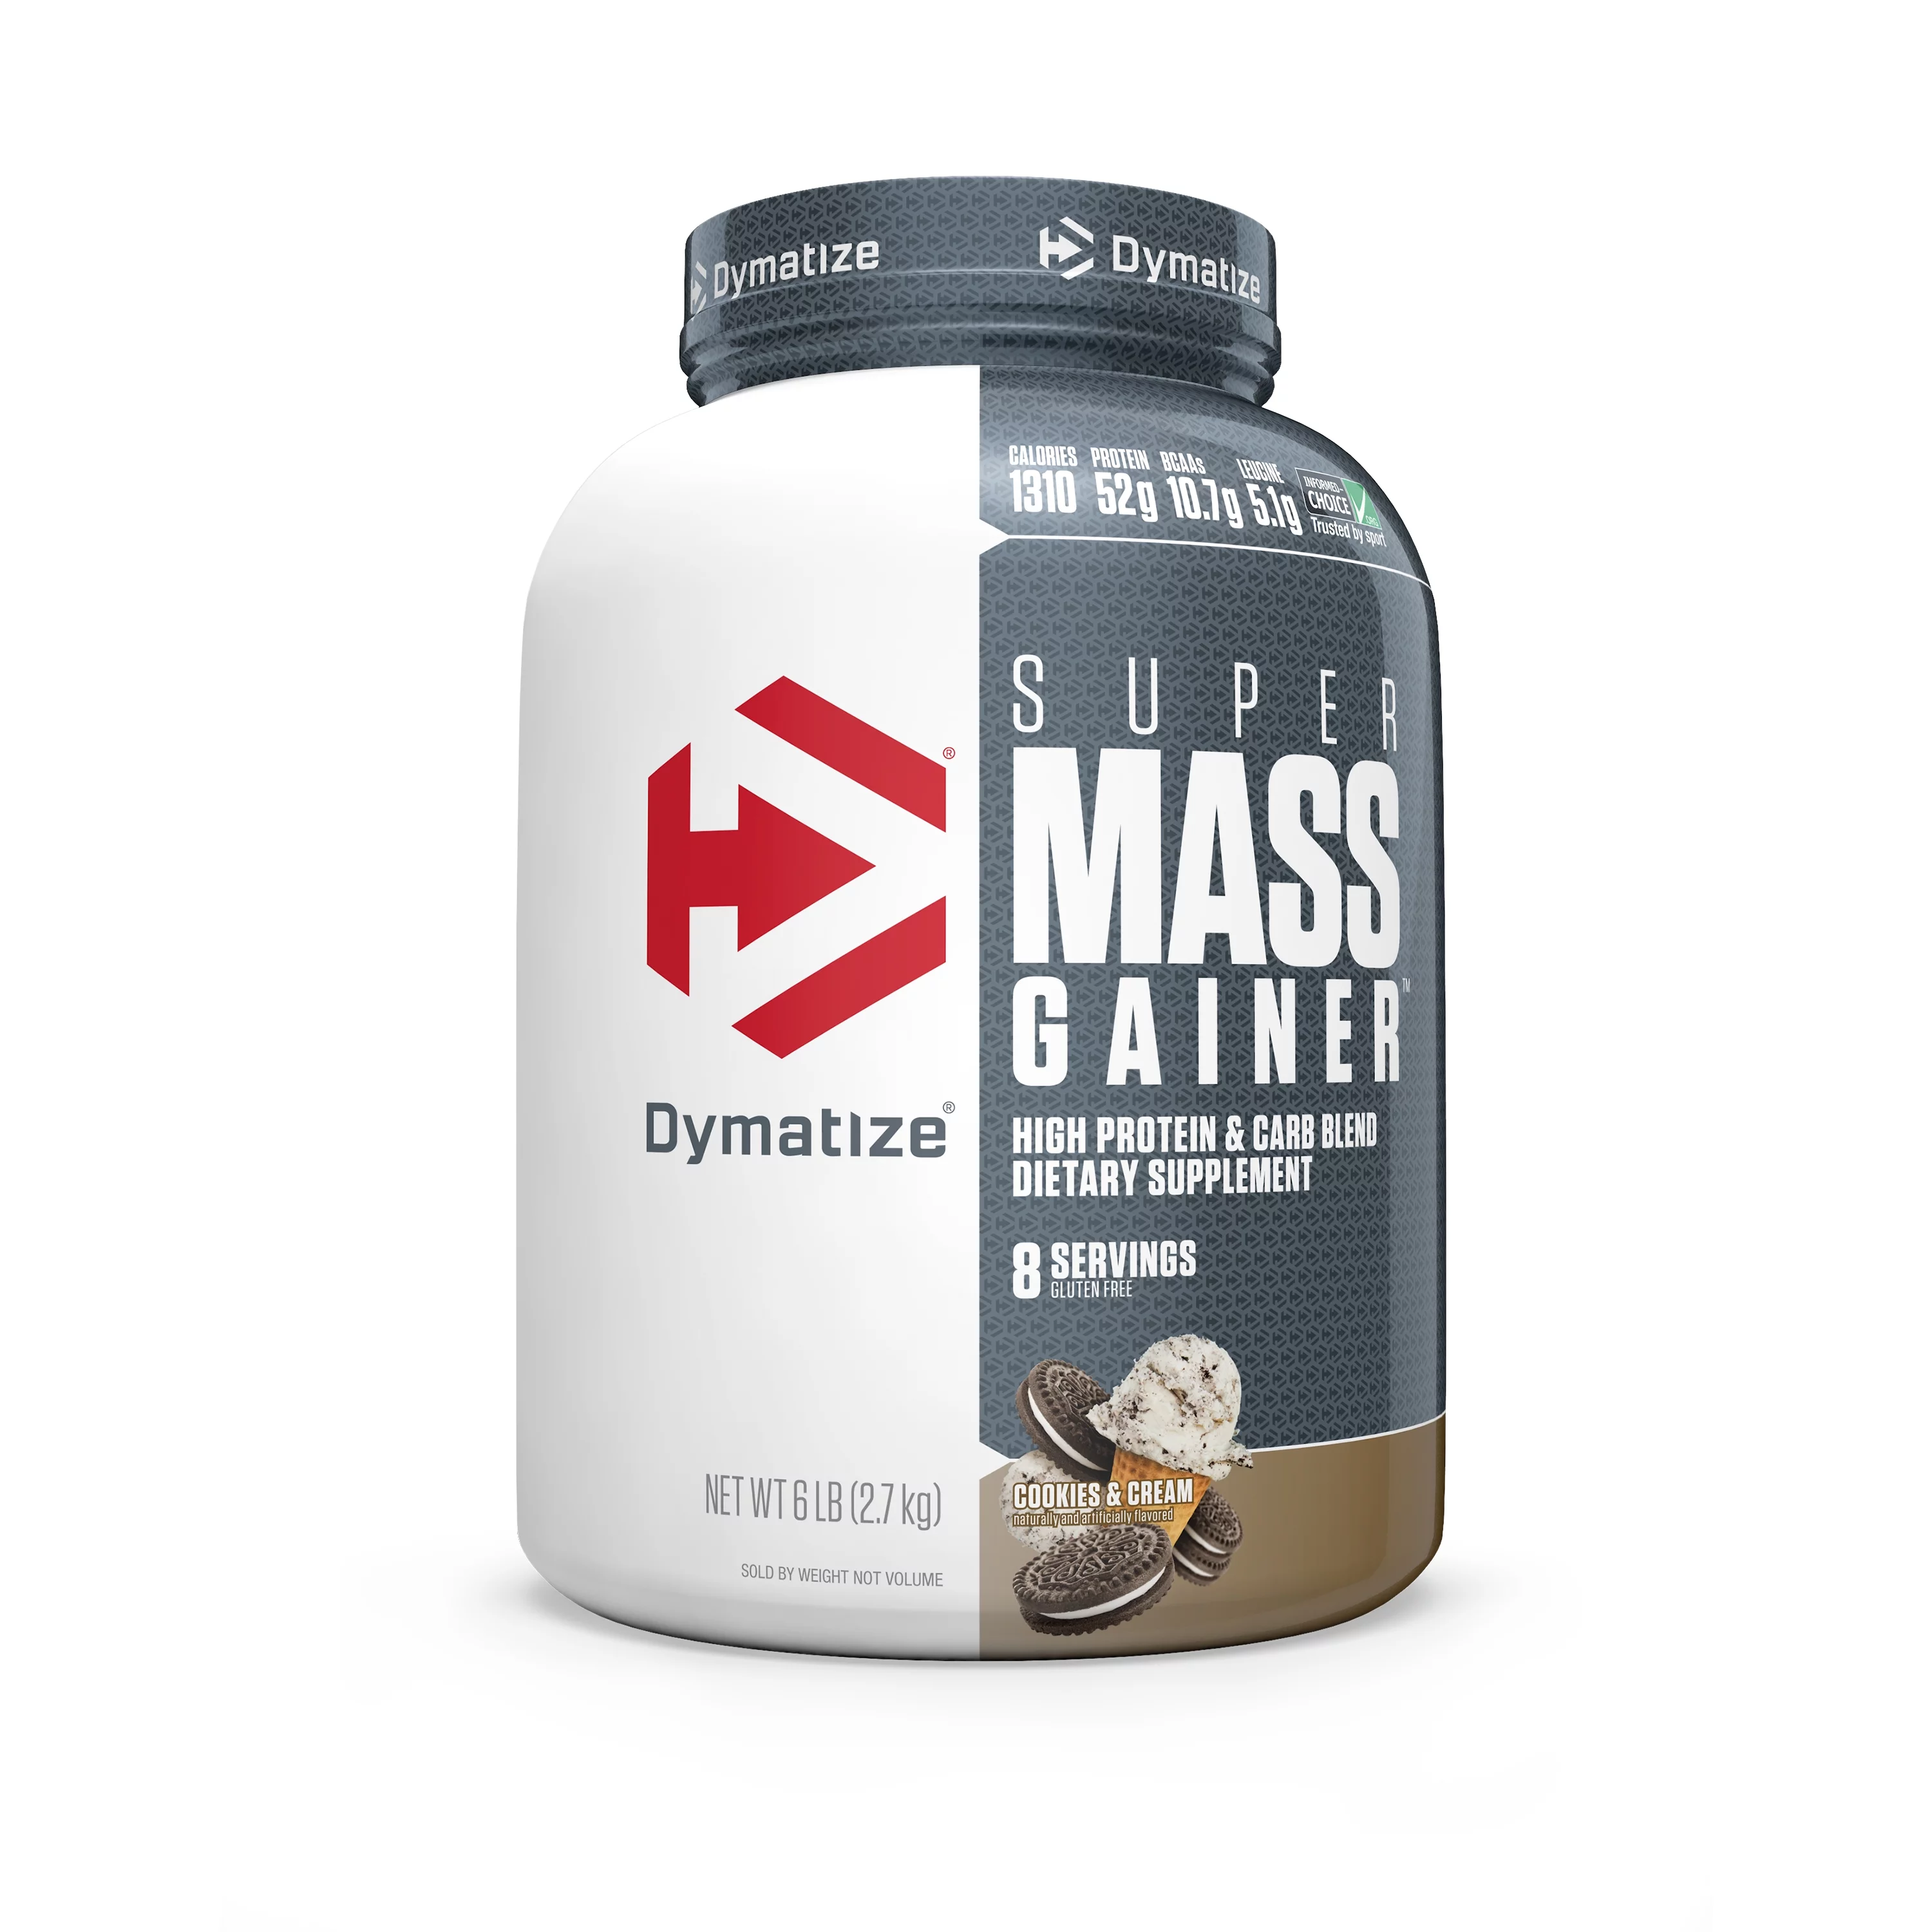 Dymatize
Dymatize
CALORIES PROTEIN BCAAs LEUCINE
1310 52g 10.7g 5.1g
INFORMED-
CHOICE
.ORG
Trusted by sport
SUPER
MASS
GAINER™
HIGH PROTEIN & CARB BLEND
DIETARY SUPPLEMENT
8 SERVINGS
GLUTEN FREE
COOKIES & CREAM
naturally and artificially flavored
®
Dymatize®
NET WT 6 LB (2.7 kg)
SOLD BY WEIGHT NOT VOLUME